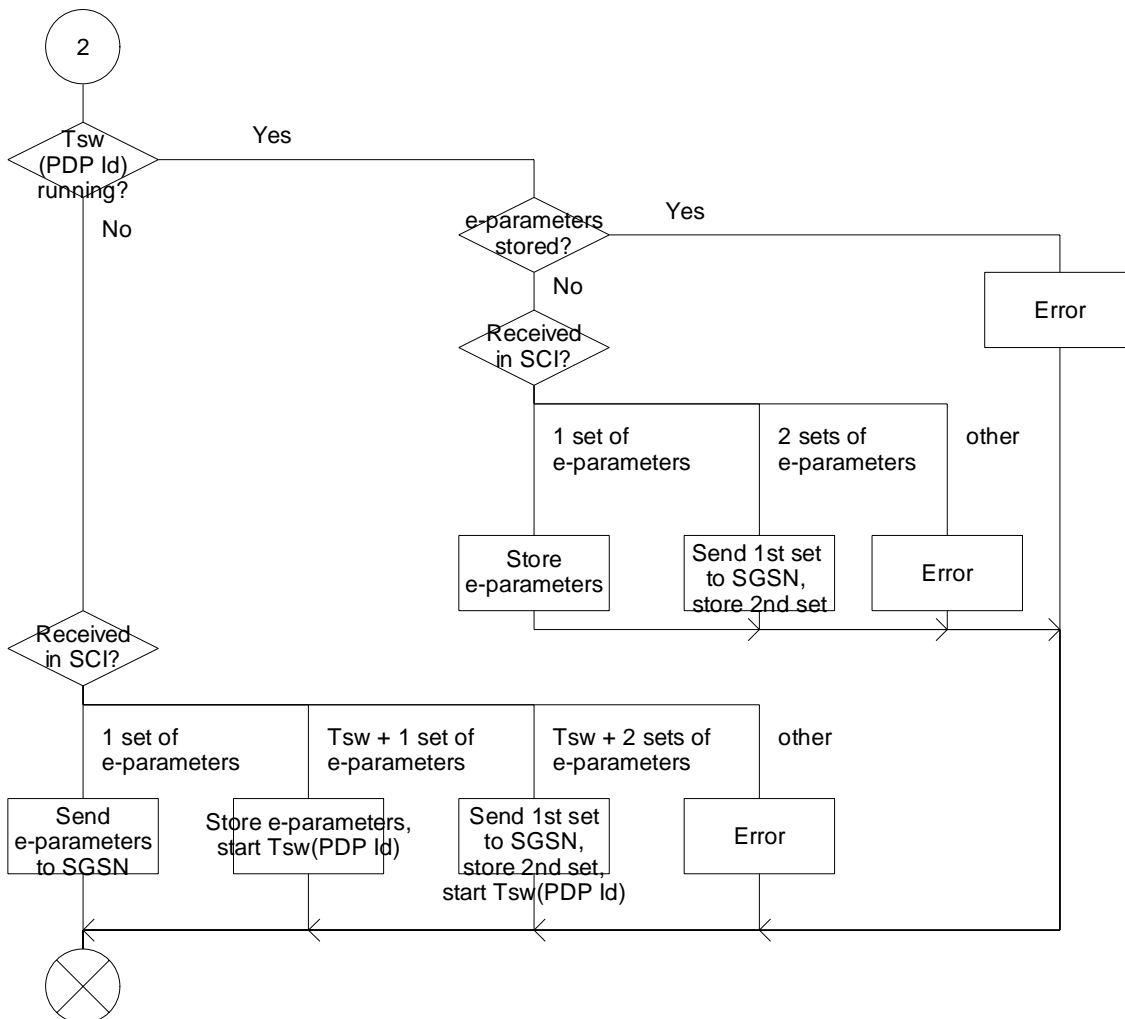 2
Tsw
(PDP Id)
running?
Yes
No
e-parameters
stored?
Yes
No
Error
Received
in SCI?
1 set of
e-parameters
2 sets of
e-parameters
other
Store
e-parameters
Send 1st set
to SGSN,
store 2nd set
Error
Received
in SCI?
1 set of
e-parameters
Tsw + 1 set of
e-parameters
Tsw + 2 sets of
e-parameters
other
Send
e-parameters
to SGSN
Store e-parameters,
start Tsw(PDP Id)
Send 1st set
to SGSN,
store 2nd set,
start Tsw(PDP Id)
Error